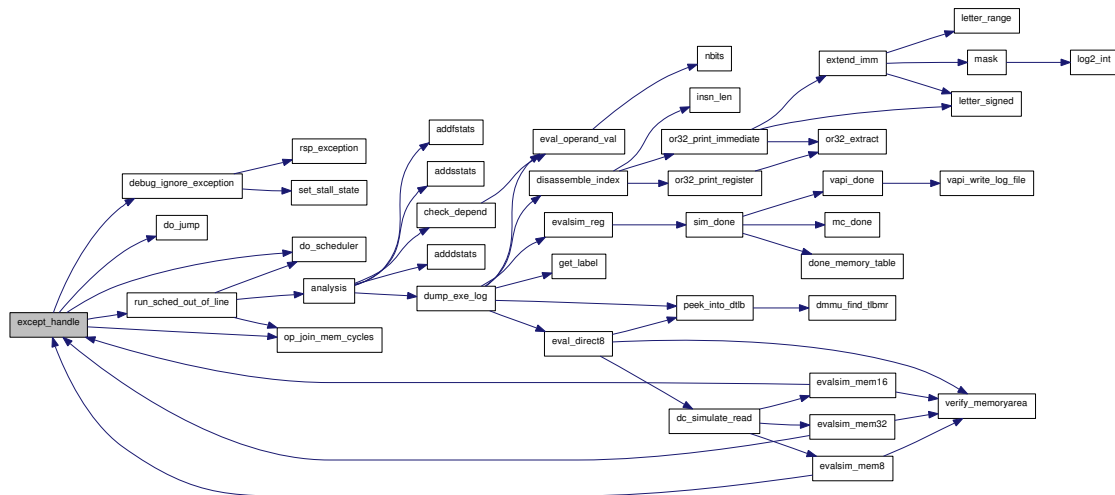 letter_range
nbits
extend_imm
mask
log2_int
insn_len
letter_signed
addfstats
eval_operand_val
or32_print_immediate
or32_extract
rsp_exception
addsstats
disassemble_index
or32_print_register
vapi_done
vapi_write_log_file
debug_ignore_exception
set_stall_state
check_depend
evalsim_reg
sim_done
mc_done
do_jump
do_scheduler
adddstats
get_label
done_memory_table
run_sched_out_of_line
analysis
dump_exe_log
peek_into_dtlb
dmmu_find_tlbmr
except_handle
op_join_mem_cycles
eval_direct8
evalsim_mem16
verify_memoryarea
dc_simulate_read
evalsim_mem32
evalsim_mem8